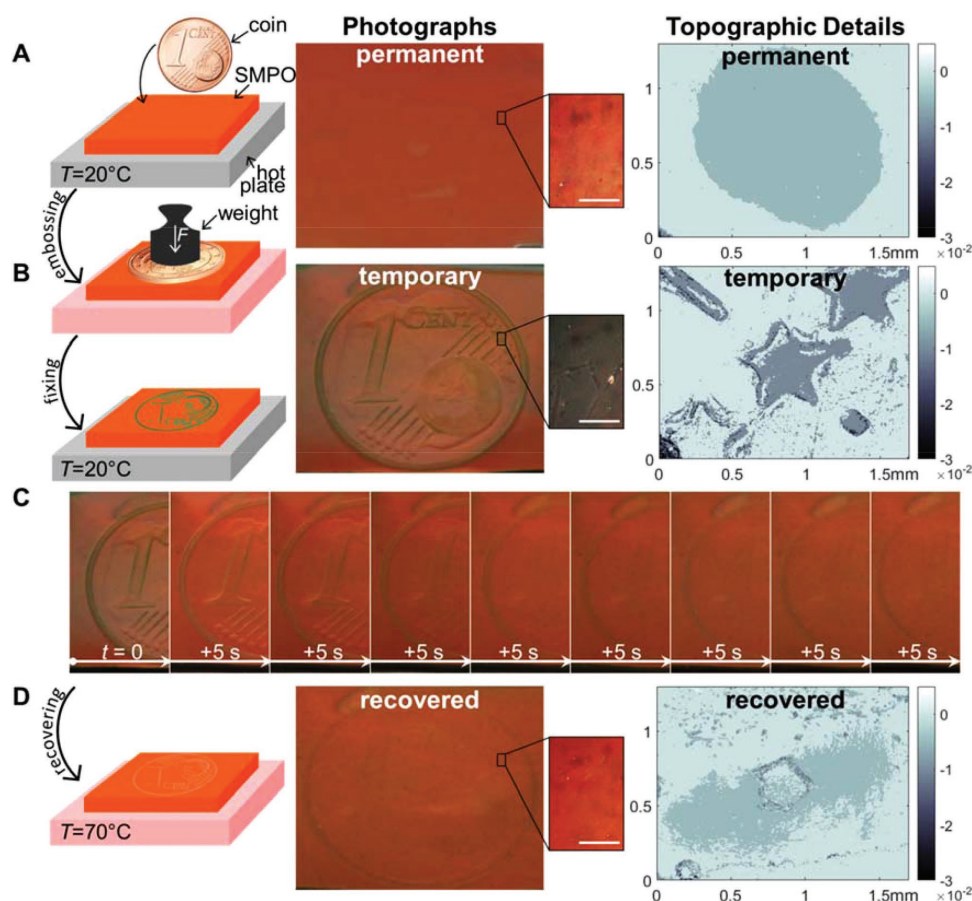 Photographs
Topographic Details
A
1 CENT
coin
SMPO
T=20°C
hot
plate
permanent
permanent
1
0.5
0
0 0.5 1 1.5mm
0
-1
-2
-3
×10⁻²
embossing
weight
F
B
fixing
T=20°C
temporary
1 CENT
temporary
1
0.5
0
0 0.5 1 1.5mm
0
-1
-2
-3
×10⁻²
C
t = 0 +5 s +5 s +5 s +5 s +5 s +5 s +5 s +5 s
D
recovering
T=70°C
recovered
recovered
1
0.5
0
0 0.5 1 1.5mm
0
-1
-2
-3
×10⁻²